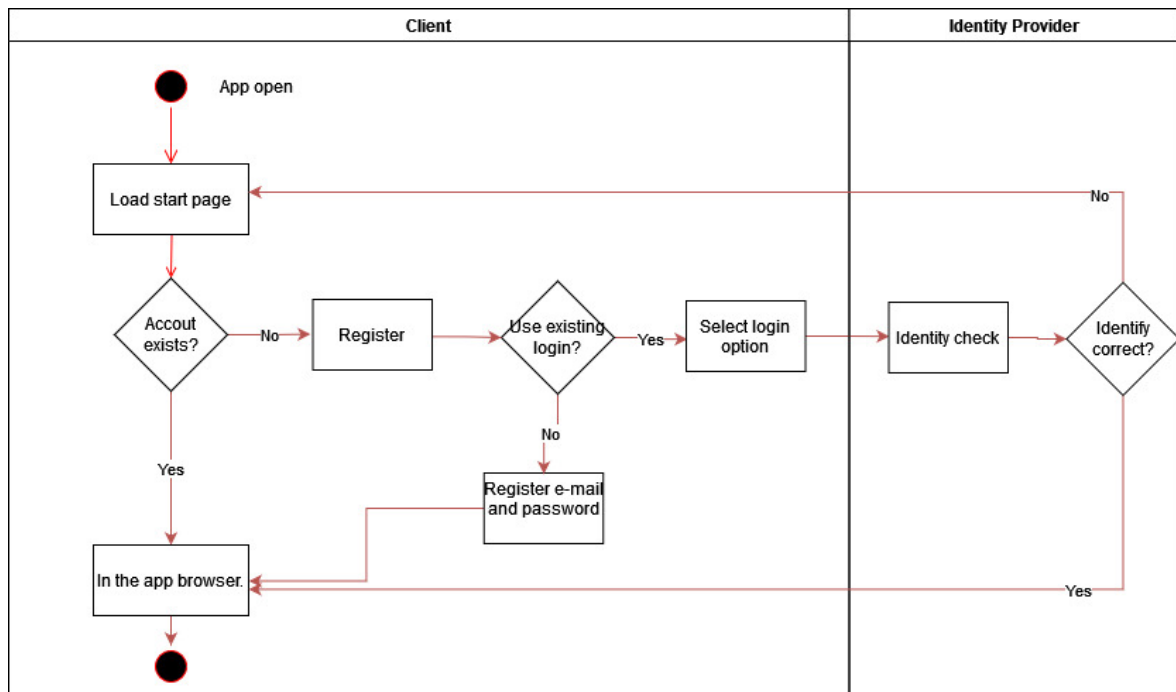 Client
Identity Provider
App open
Load start page
No
Accout
exists?
No
Register
Use existing
login?
Yes
Select login
option
Identity check
Identify
correct?
No
Yes
Register e-mail
and password
In the app browser.
Yes